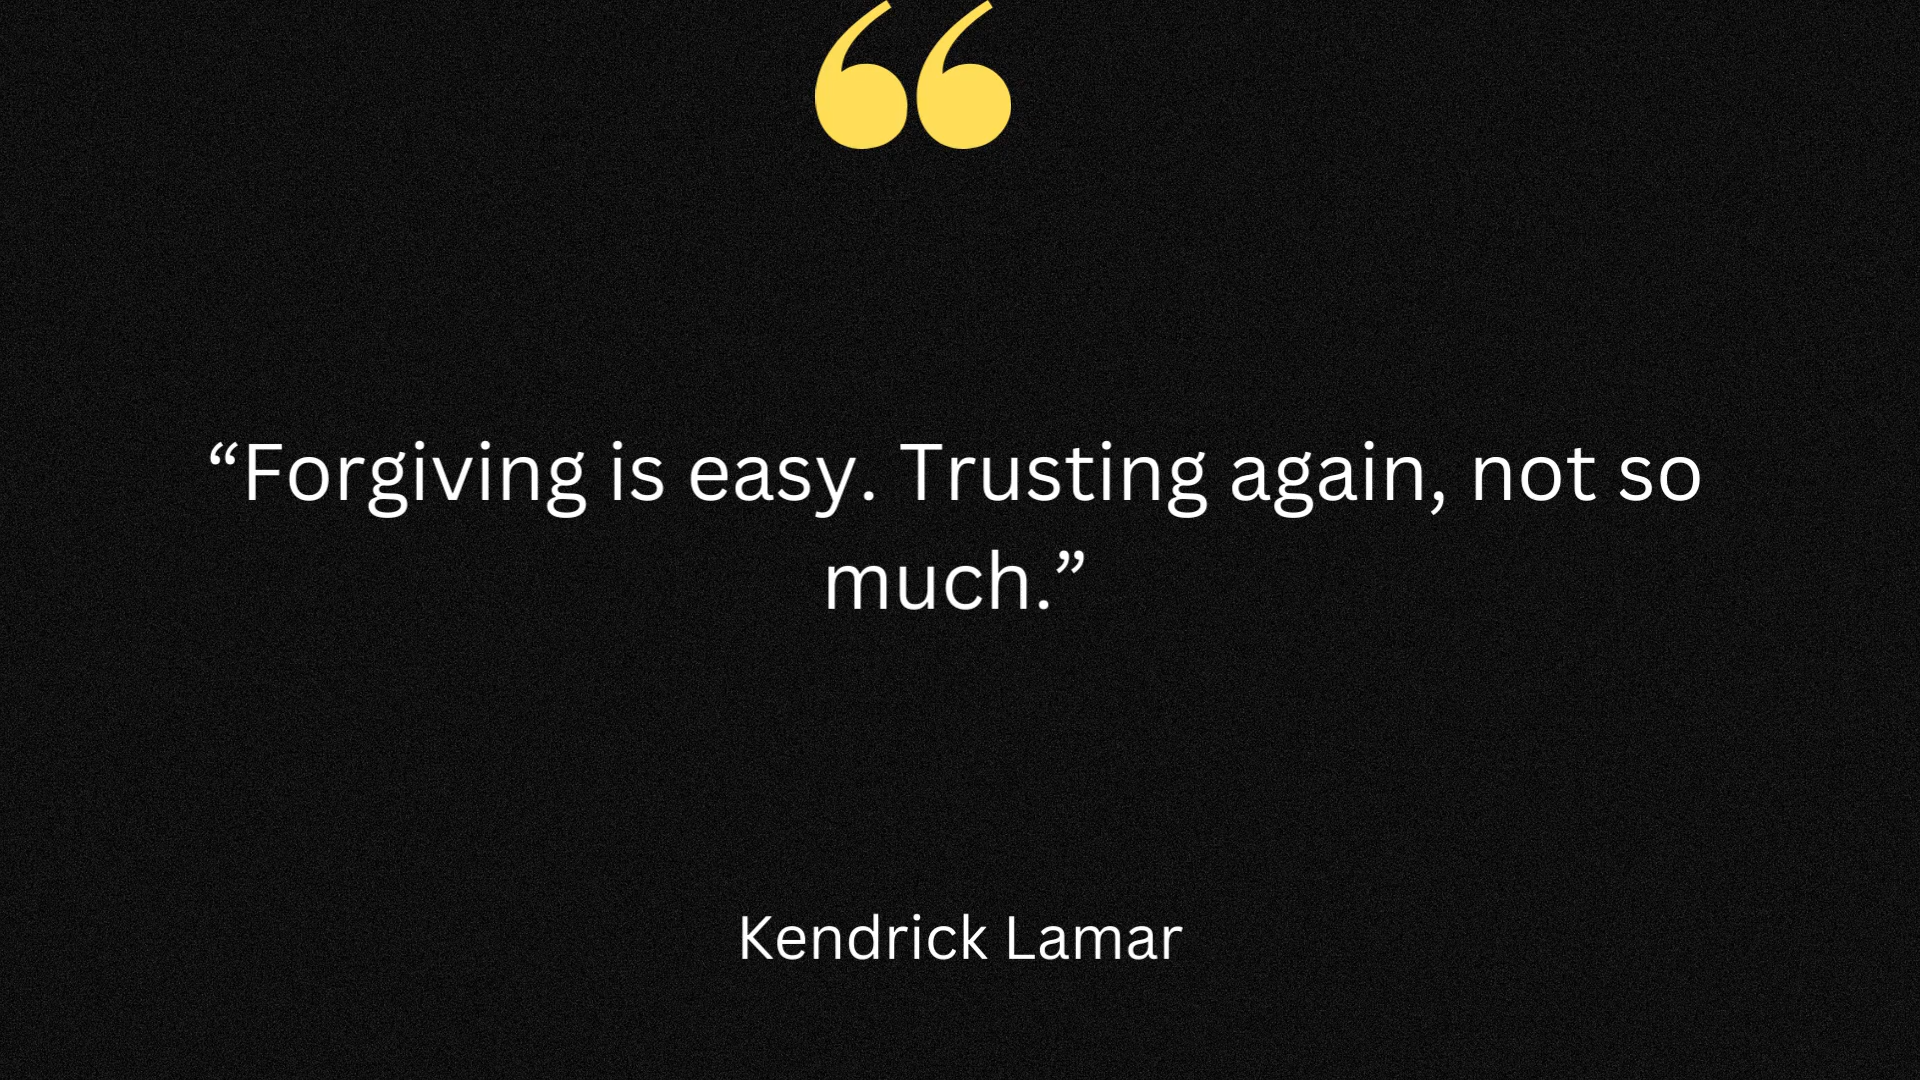 “
“Forgiving is easy. Trusting again, not so
much.”
Kendrick Lamar